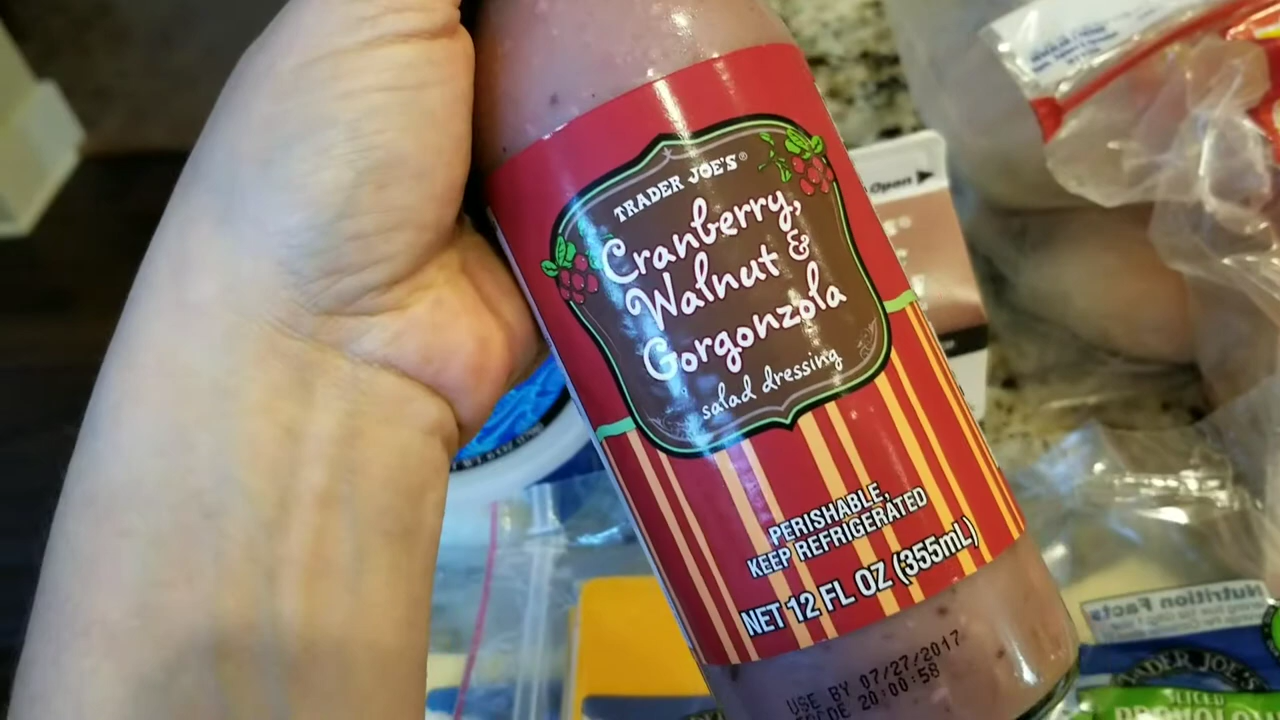 TRADER JOE'S®
Cranberry,
Walnut &
Gorgonzola
salad dressing
PERISHABLE,
KEEP REFRIGERATED
NET 12 FL OZ (355mL)
USE BY 07/27/2017
20:00:58
Open
Nutrition Facts
TRADER JOE'S
SLICED